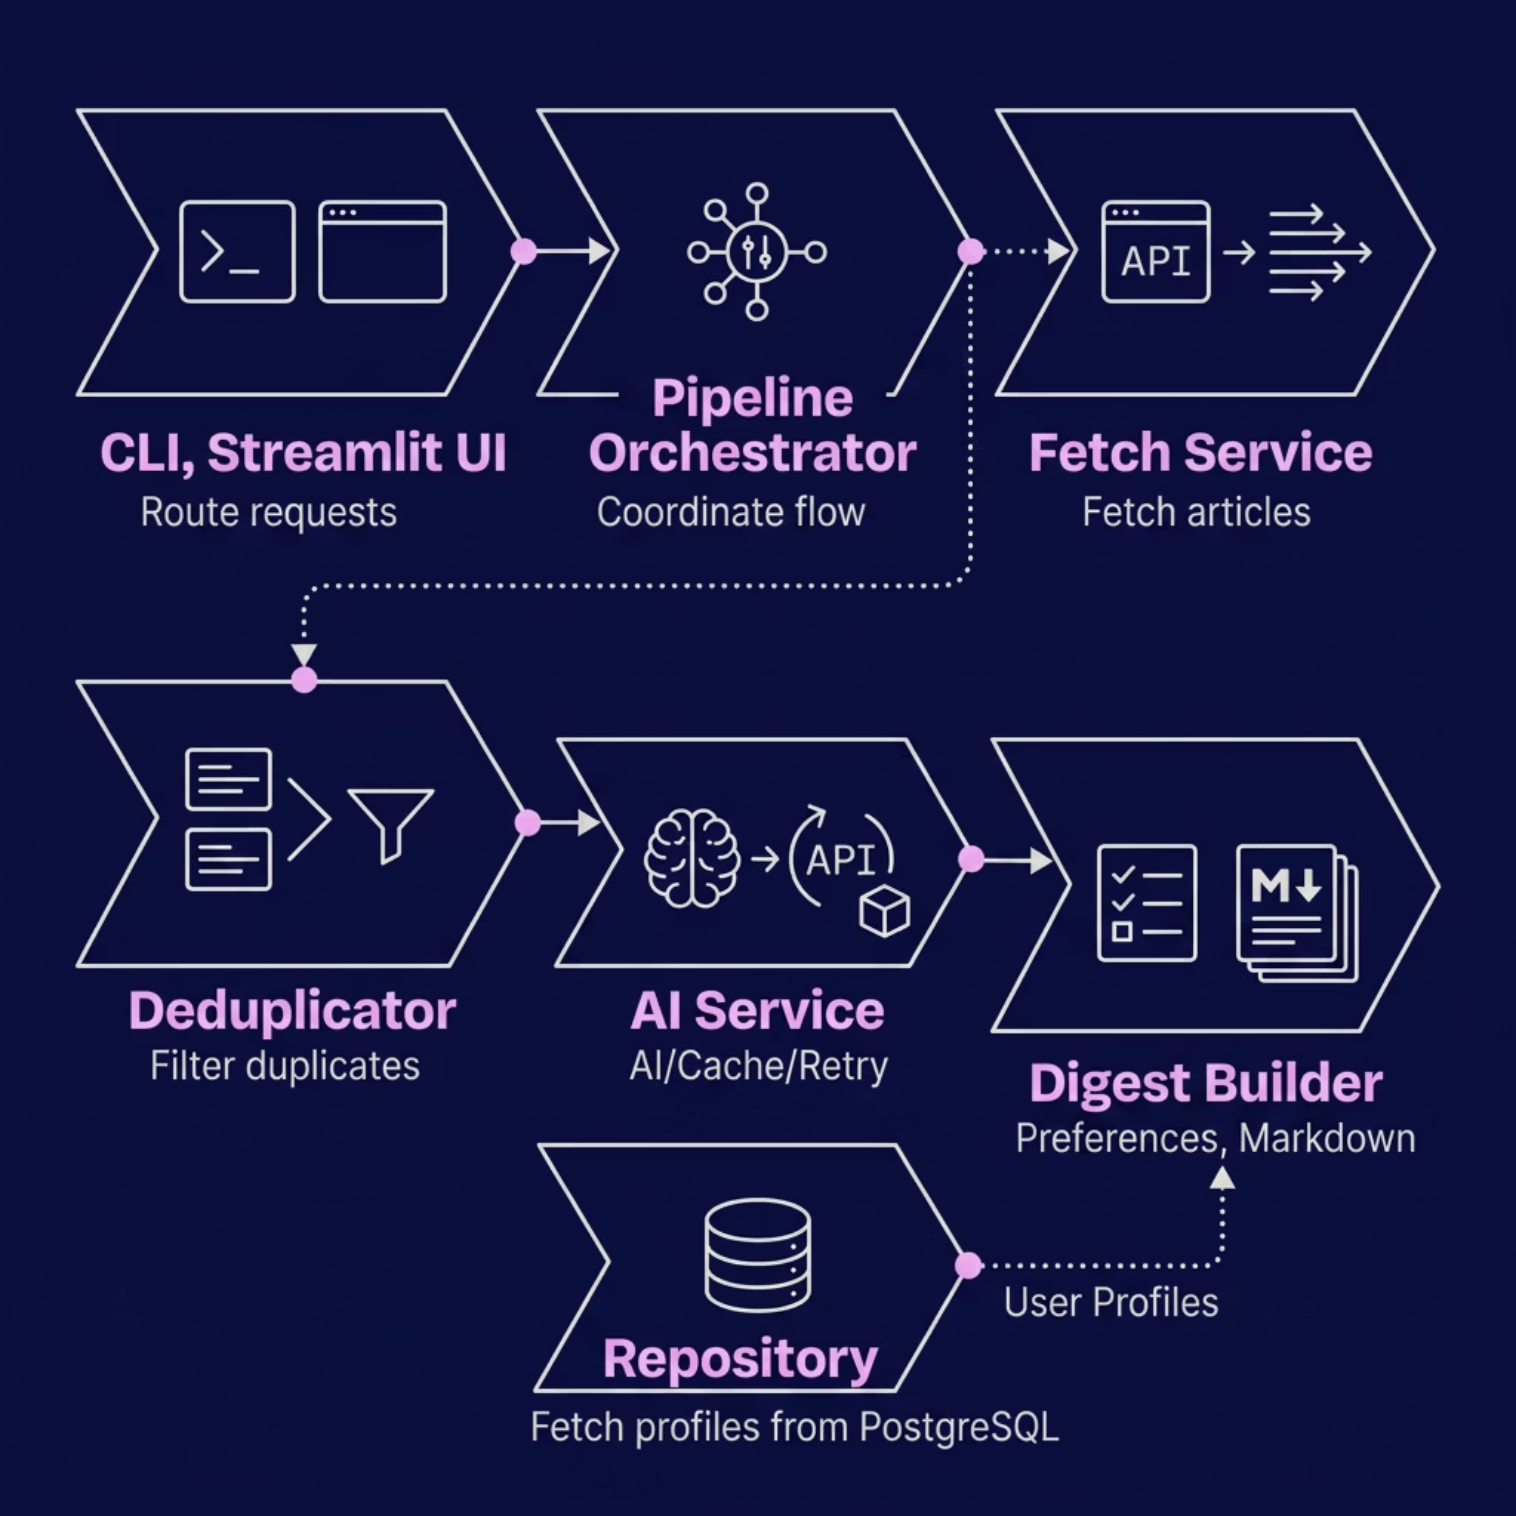 >_
API
CLI, Streamlit UI
Route requests
Pipeline
Orchestrator
Coordinate flow
Fetch Service
Fetch articles
API
M
Deduplicator
Filter duplicates
AI Service
AI/Cache/Retry
Digest Builder
Preferences, Markdown
User Profiles
Repository
Fetch profiles from PostgreSQL